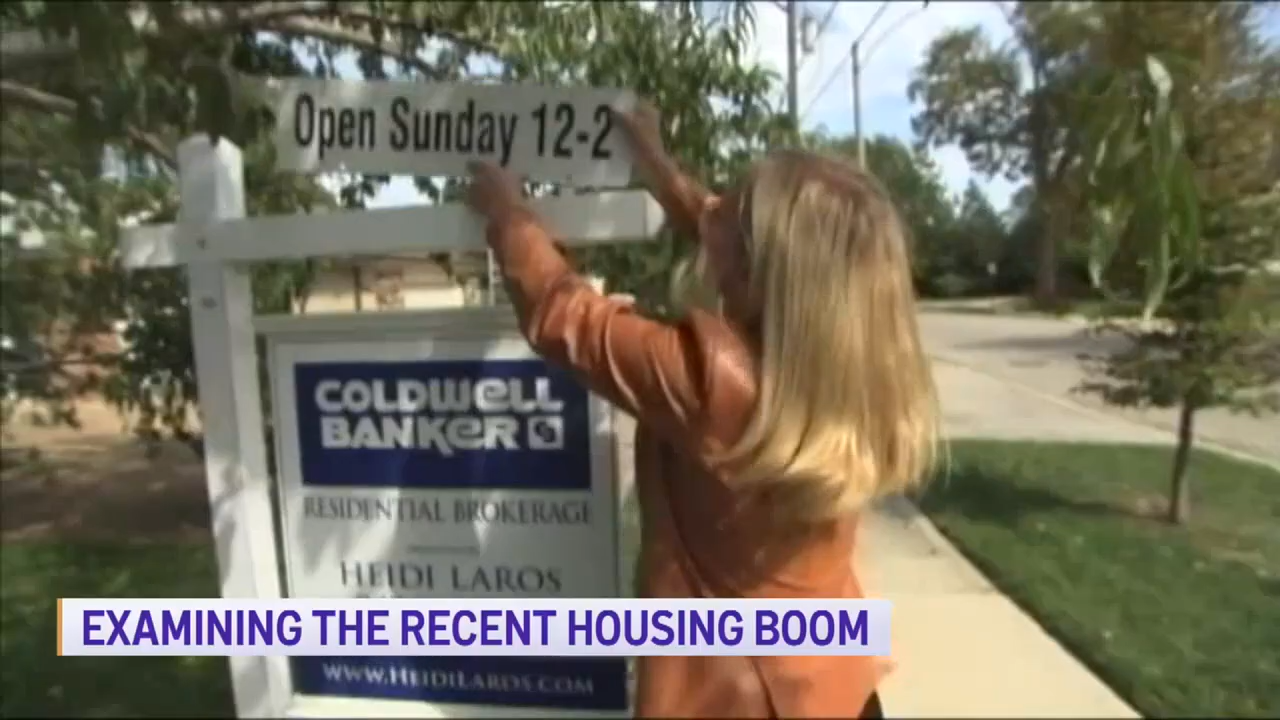 Open Sunday 12-2
COLDWELL
BANKER
RESIDENTIAL BROKERAGE
HEIDI LAROS
EXAMINING THE RECENT HOUSING BOOM
www.HeidiLaros.com